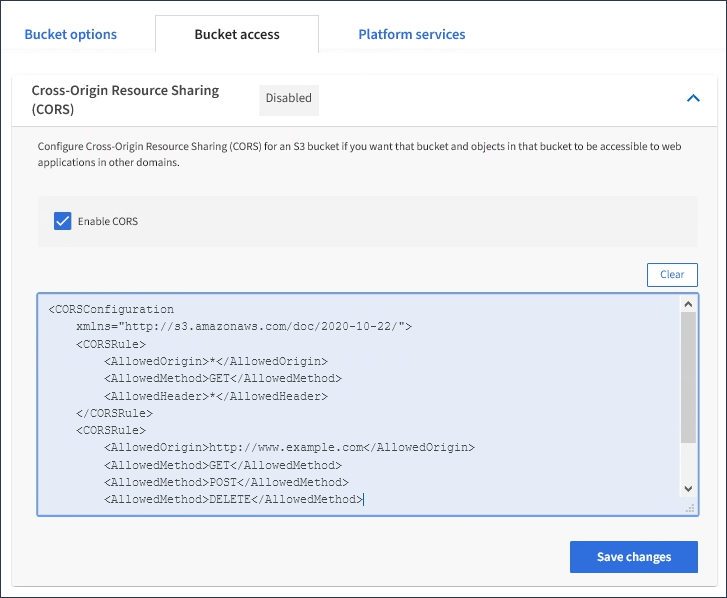 Bucket options Bucket access Platform services
Cross-Origin Resource Sharing
(CORS)
Disabled
Configure Cross-Origin Resource Sharing (CORS) for an S3 bucket if you want that bucket and objects in that bucket to be accessible to web
applications in other domains.
Enable CORS
Clear
<CORSConfiguration
    xmlns="http://s3.amazonaws.com/doc/2020-10-22/">
    <CORSRule>
        <AllowedOrigin>*</AllowedOrigin>
        <AllowedMethod>GET</AllowedMethod>
        <AllowedHeader>*</AllowedHeader>
    </CORSRule>
    <CORSRule>
        <AllowedOrigin>http://www.example.com</AllowedOrigin>
        <AllowedMethod>GET</AllowedMethod>
        <AllowedMethod>POST</AllowedMethod>
        <AllowedMethod>DELETE</AllowedMethod>
Save changes